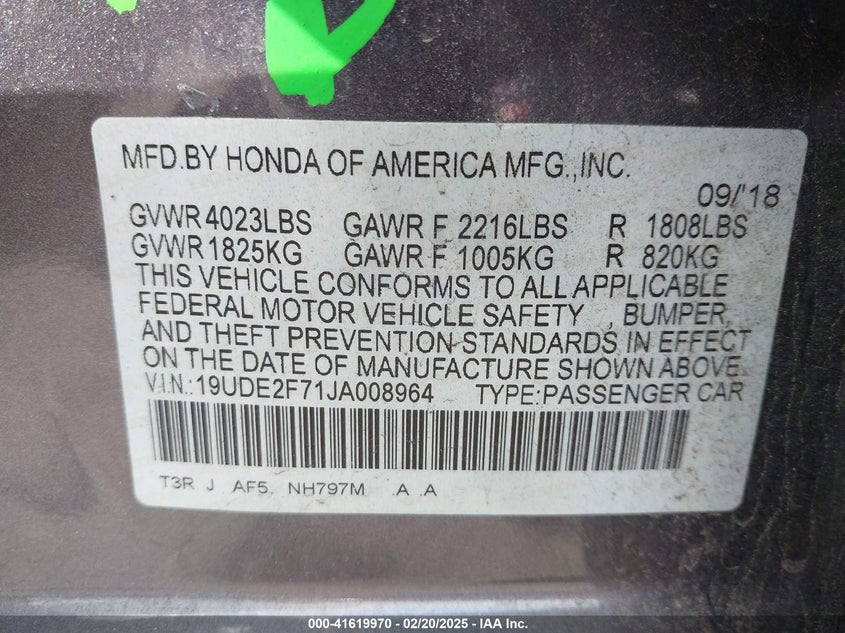 MFD.BY HONDA OF AMERICA MFG.,INC.
09/'18
GVWR 4023LBS GAWR F 2216LBS R 1808LBS
GVWR 1825KG GAWR F 1005KG R 820KG
THIS VEHICLE CONFORMS TO ALL APPLICABLE
FEDERAL MOTOR VEHICLE SAFETY , BUMPER,
AND THEFT PREVENTION STANDARDS IN EFFECT
ON THE DATE OF MANUFACTURE SHOWN ABOVE.
V.I.N.:19UDE2F71JA008964 TYPE:PASSENGER CAR
T3R J AF5 NH797M .A .A
000-41619970 — 02/20/2025 — IAA Inc.